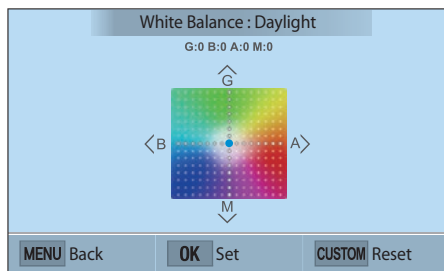 White Balance : Daylight
G:0 B:0 A:0 M:0
G
B A
M
MENU Back OK Set CUSTOM Reset